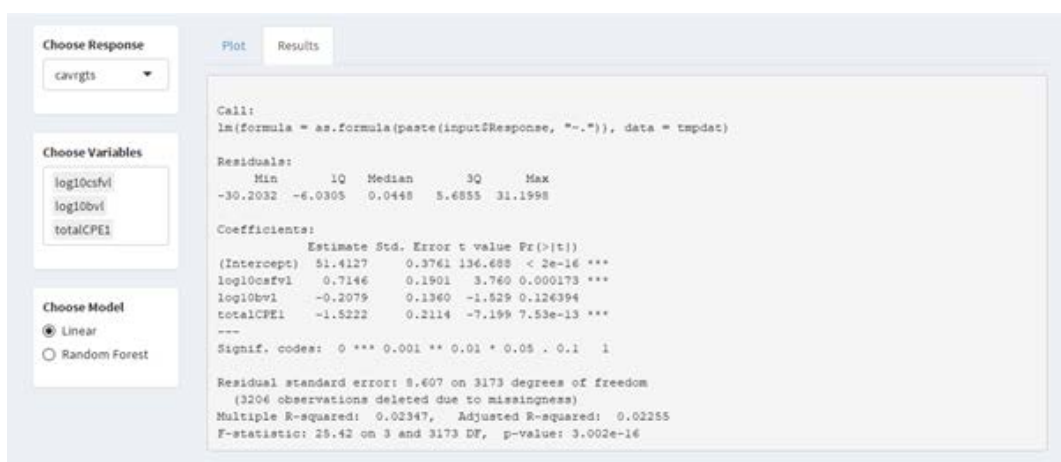 Choose Response
cavrgts
Choose Variables
log10csfvl
log10bvl
totalCPE1
Choose Model
Linear
Random Forest
Plot Results
Call:
lm(formula = as.formula(paste(input$Response, "~.")), data = tmpdat)
Residuals:
Min 1Q Median 3Q Max
-30.2032 -6.0305 0.0448 5.6855 31.1998
Coefficients:
Estimate Std. Error t value Pr(>|t|)
(Intercept) 51.4127 0.3761 136.688 < 2e-16 ***
log10csfvl 0.7146 0.1901 3.760 0.000173 ***
log10bvl -0.2079 0.1360 -1.529 0.126394
totalCPE1 -1.5222 0.2114 -7.199 7.53e-13 ***
---
Signif. codes: 0 *** 0.001 ** 0.01 * 0.05 . 0.1 1
Residual standard error: 8.607 on 3173 degrees of freedom
(3206 observations deleted due to missingness)
Multiple R-squared: 0.02347, Adjusted R-squared: 0.02255
F-statistic: 25.42 on 3 and 3173 DF, p-value: 3.002e-16